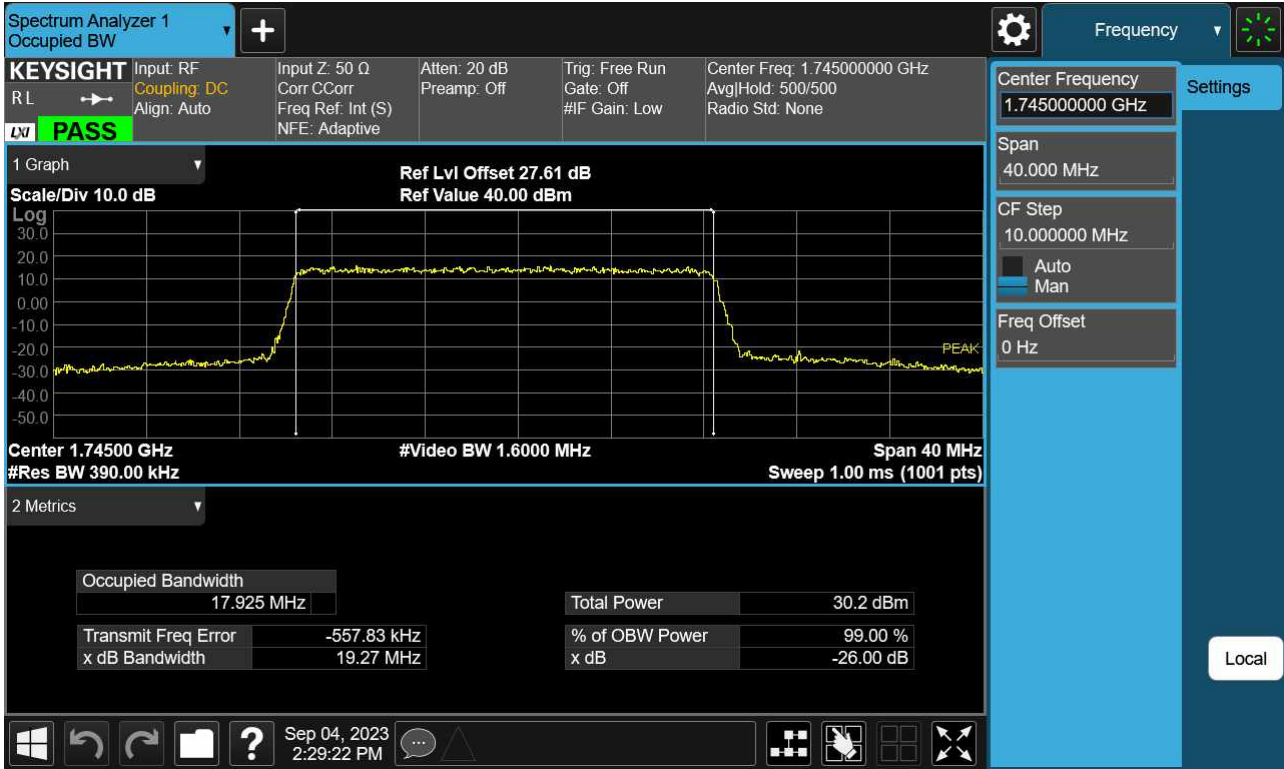 Spectrum Analyzer 1
Occupied BW
Frequency
KEYSIGHT
R L
LXI PASS
Input: RF
Coupling: DC
Align: Auto
Input Z: 50 Ω
Corr CCorr
Freq Ref: Int (S)
NFE: Adaptive
Atten: 20 dB
Preamp: Off
Trig: Free Run
Gate: Off
#IF Gain: Low
Center Freq: 1.745000000 GHz
Avg|Hold: 500/500
Radio Std: None
1 Graph
Ref Lvl Offset 27.61 dB
Scale/Div 10.0 dB
Ref Value 40.00 dBm
Log
30.0
20.0
10.0
0.00
-10.0
-20.0
-30.0
-40.0
-50.0
PEAK
Center 1.74500 GHz
#Video BW 1.6000 MHz
Span 40 MHz
#Res BW 390.00 kHz
Sweep 1.00 ms (1001 pts)
2 Metrics
Occupied Bandwidth
17.925 MHz
Total Power 30.2 dBm
Transmit Freq Error -557.83 kHz
% of OBW Power 99.00 %
x dB Bandwidth 19.27 MHz
x dB -26.00 dB
Center Frequency
1.745000000 GHz
Settings
Span
40.000 MHz
CF Step
10.000000 MHz
Auto
Man
Freq Offset
0 Hz
Local
?
Sep 04, 2023
2:29:22 PM